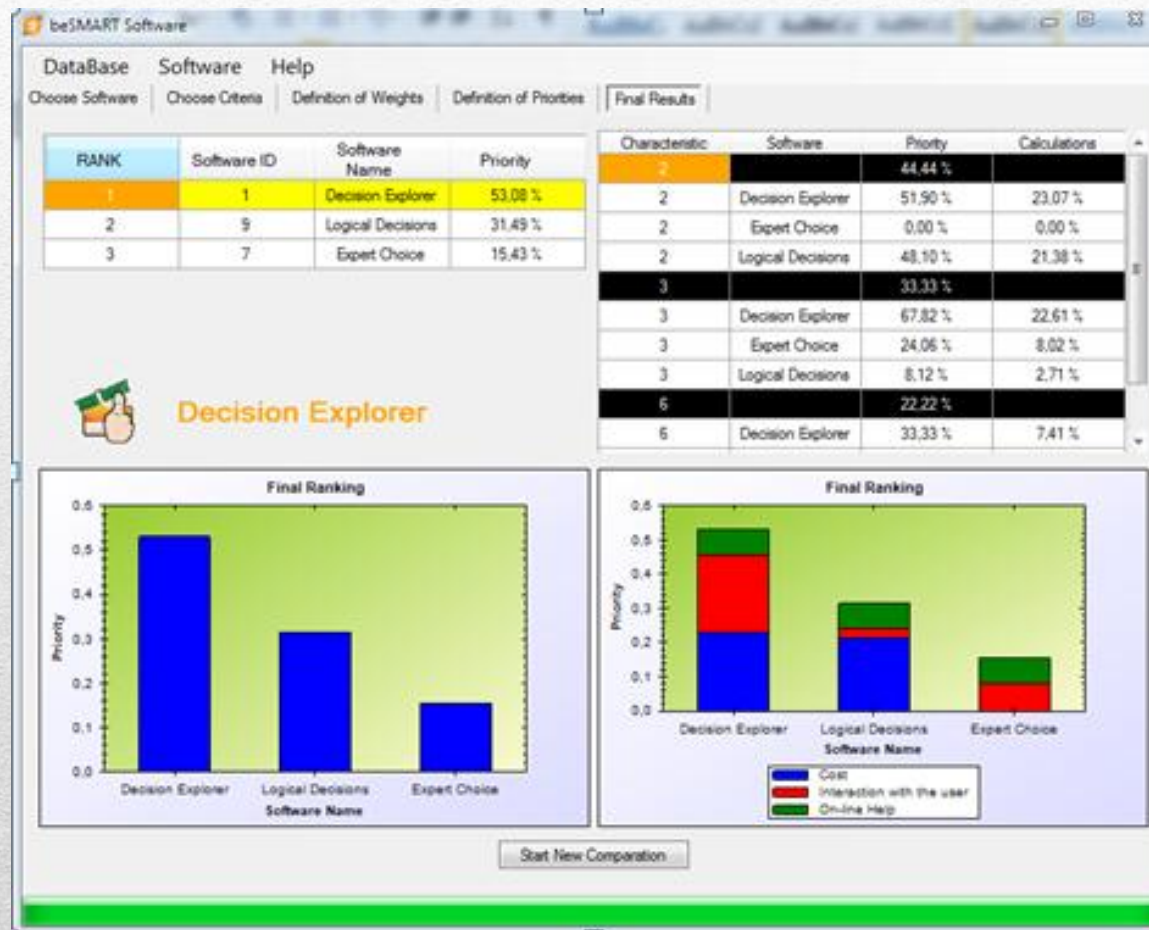 beSMART Software
DataBase Software Help
Choose Software Choose Criteria Definition of Weights Definition of Priorities Final Results
RANK Software ID Software Name Priority
1 1 Decision Explorer 53,08 %
2 9 Logical Decisions 31,49 %
3 7 Expert Choice 15,43 %
Characteristic Software Priority Calculations
2 44,44 %
2 Decision Explorer 51,90 % 23,07 %
2 Expert Choice 0,00 % 0,00 %
2 Logical Decisions 48,10 % 21,38 %
3 33,33 %
3 Decision Explorer 67,82 % 22,61 %
3 Expert Choice 24,06 % 8,02 %
3 Logical Decisions 8,12 % 2,71 %
6 22,22 %
6 Decision Explorer 33,33 % 7,41 %
Decision Explorer
Final Ranking
0,6
0,5
0,4
0,3
0,2
0,1
0,0
Priority
Decision Explorer Logical Decisions Expert Choice
Software Name
Final Ranking
0,6
0,5
0,4
0,3
0,2
0,1
0,0
Priority
Decision Explorer Logical Decisions Expert Choice
Software Name
Cost
Interaction with the user
On-line Help
Start New Comparation